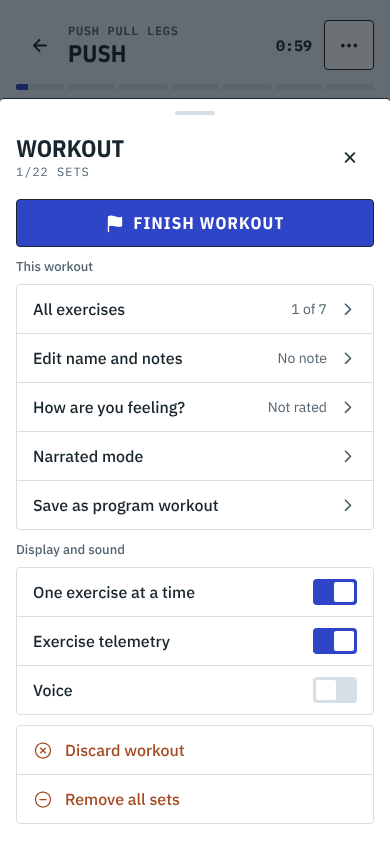 PUSH PULL LEGS
PUSH
0:59
WORKOUT
1/22 SETS
FINISH WORKOUT
This workout
All exercises 1 of 7
Edit name and notes No note
How are you feeling? Not rated
Narrated mode
Save as program workout
Display and sound
One exercise at a time
Exercise telemetry
Voice
Discard workout
Remove all sets